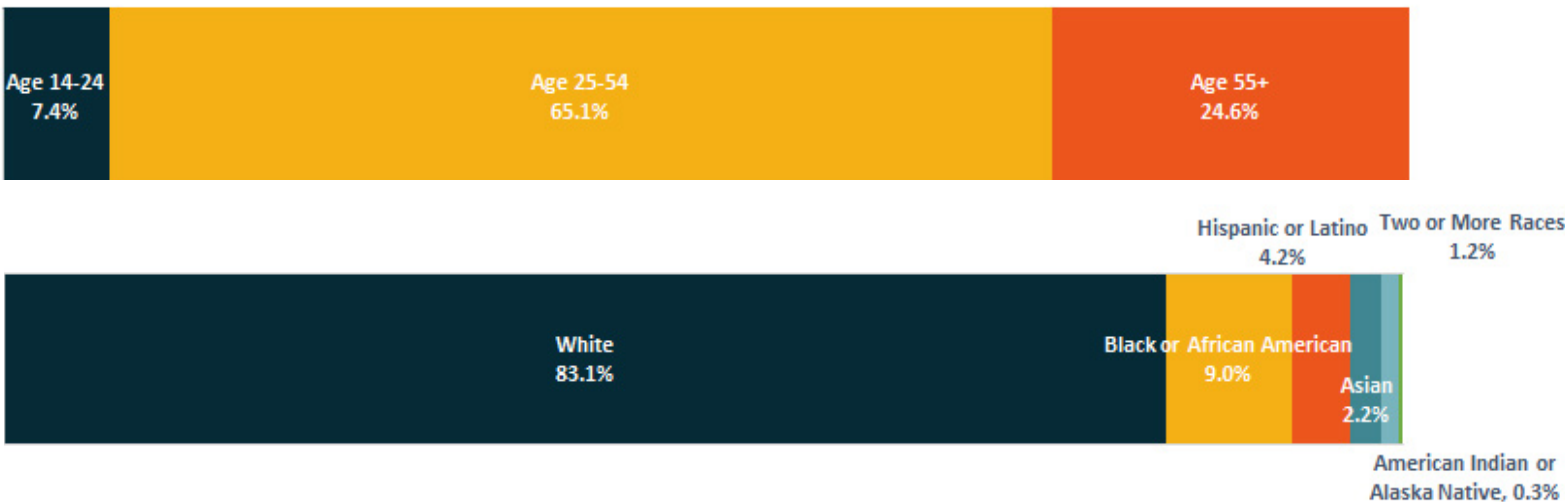 Age 14-24
7.4%
Age 25-54
65.1%
Age 55+
24.6%
Hispanic or Latino
4.2%
Two or More Races
1.2%
White
83.1%
Black or African American
9.0%
Asian
2.2%
American Indian or
Alaska Native, 0.3%